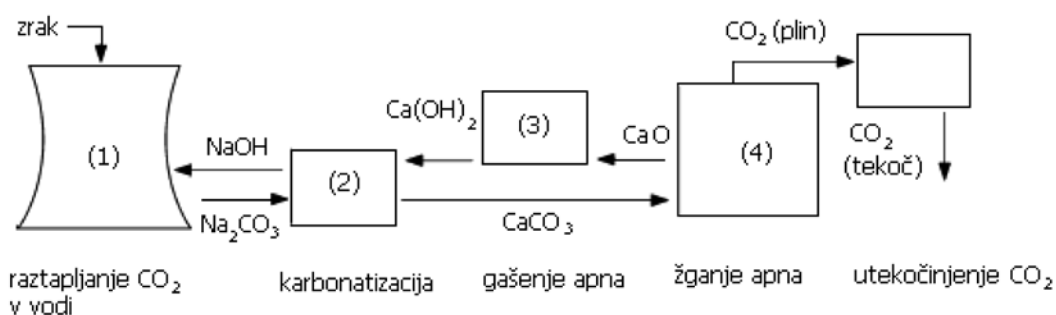 zrak
(1)
NaOH
Na₂CO₃
(2)
Ca(OH)₂
(3)
CaO
CaCO₃
(4)
CO₂ (plin)
CO₂
(tekoč)
raztapljanje CO₂
v vodi
karbonatizacija
gašenje apna
žganje apna
utekočinjenje CO₂